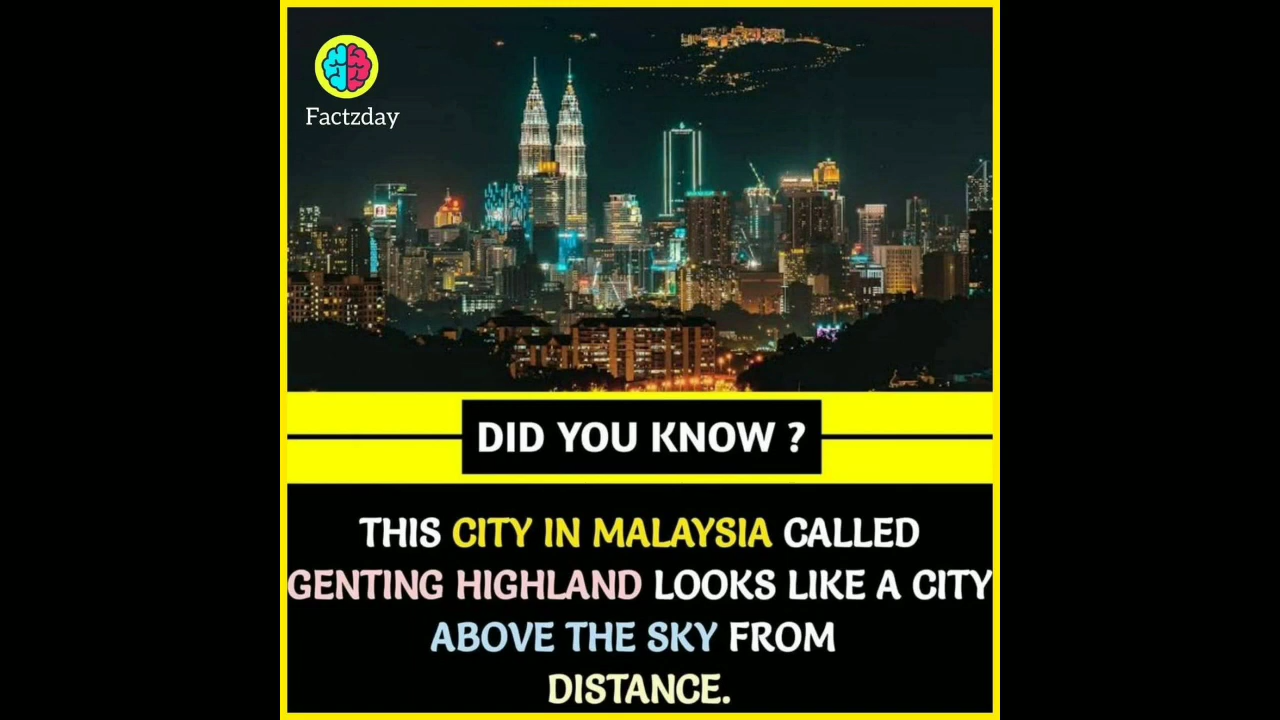 Factzday
DID YOU KNOW ?
THIS CITY IN MALAYSIA CALLED
GENTING HIGHLAND LOOKS LIKE A CITY
ABOVE THE SKY FROM
DISTANCE.